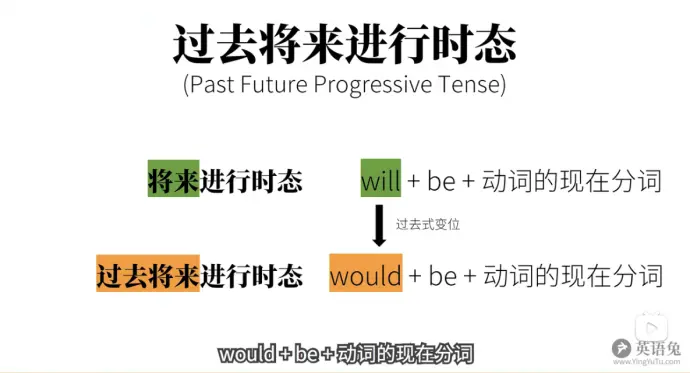 过去将来进行时态
(Past Future Progressive Tense)
将来进行时态 will + be + 动词的现在分词
过去式变位
过去将来进行时态 would + be + 动词的现在分词
would + be + 动词的现在分词
英语兔
www.YingYuTu.com